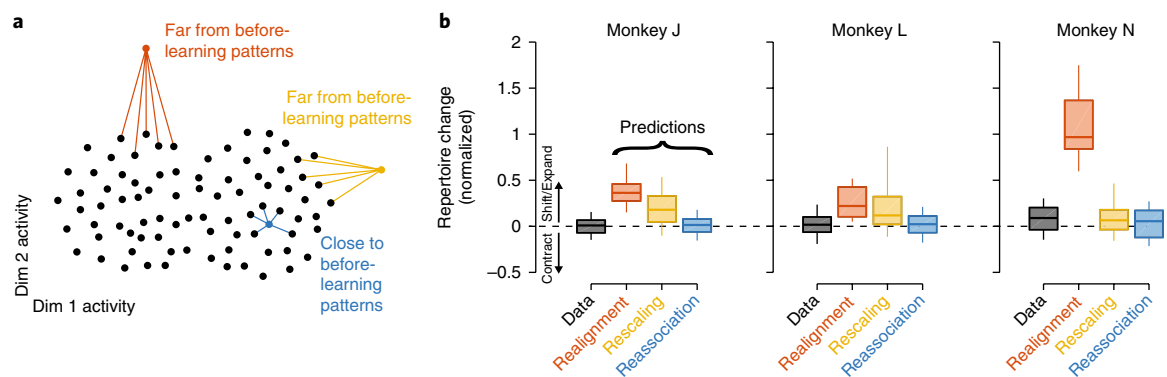 a
Far from before-
learning patterns
Far from before-
learning patterns
Close to
before-
learning
patterns
Dim 2 activity
Dim 1 activity
b
Monkey J
Monkey L
Monkey N
Repertoire change
(normalized)
2
1.5
1
0.5
0
–0.5
Shift/Expand
Contract
Predictions
Data
Realignment
Rescaling
Reassociation
Data
Realignment
Rescaling
Reassociation
Data
Realignment
Rescaling
Reassociation